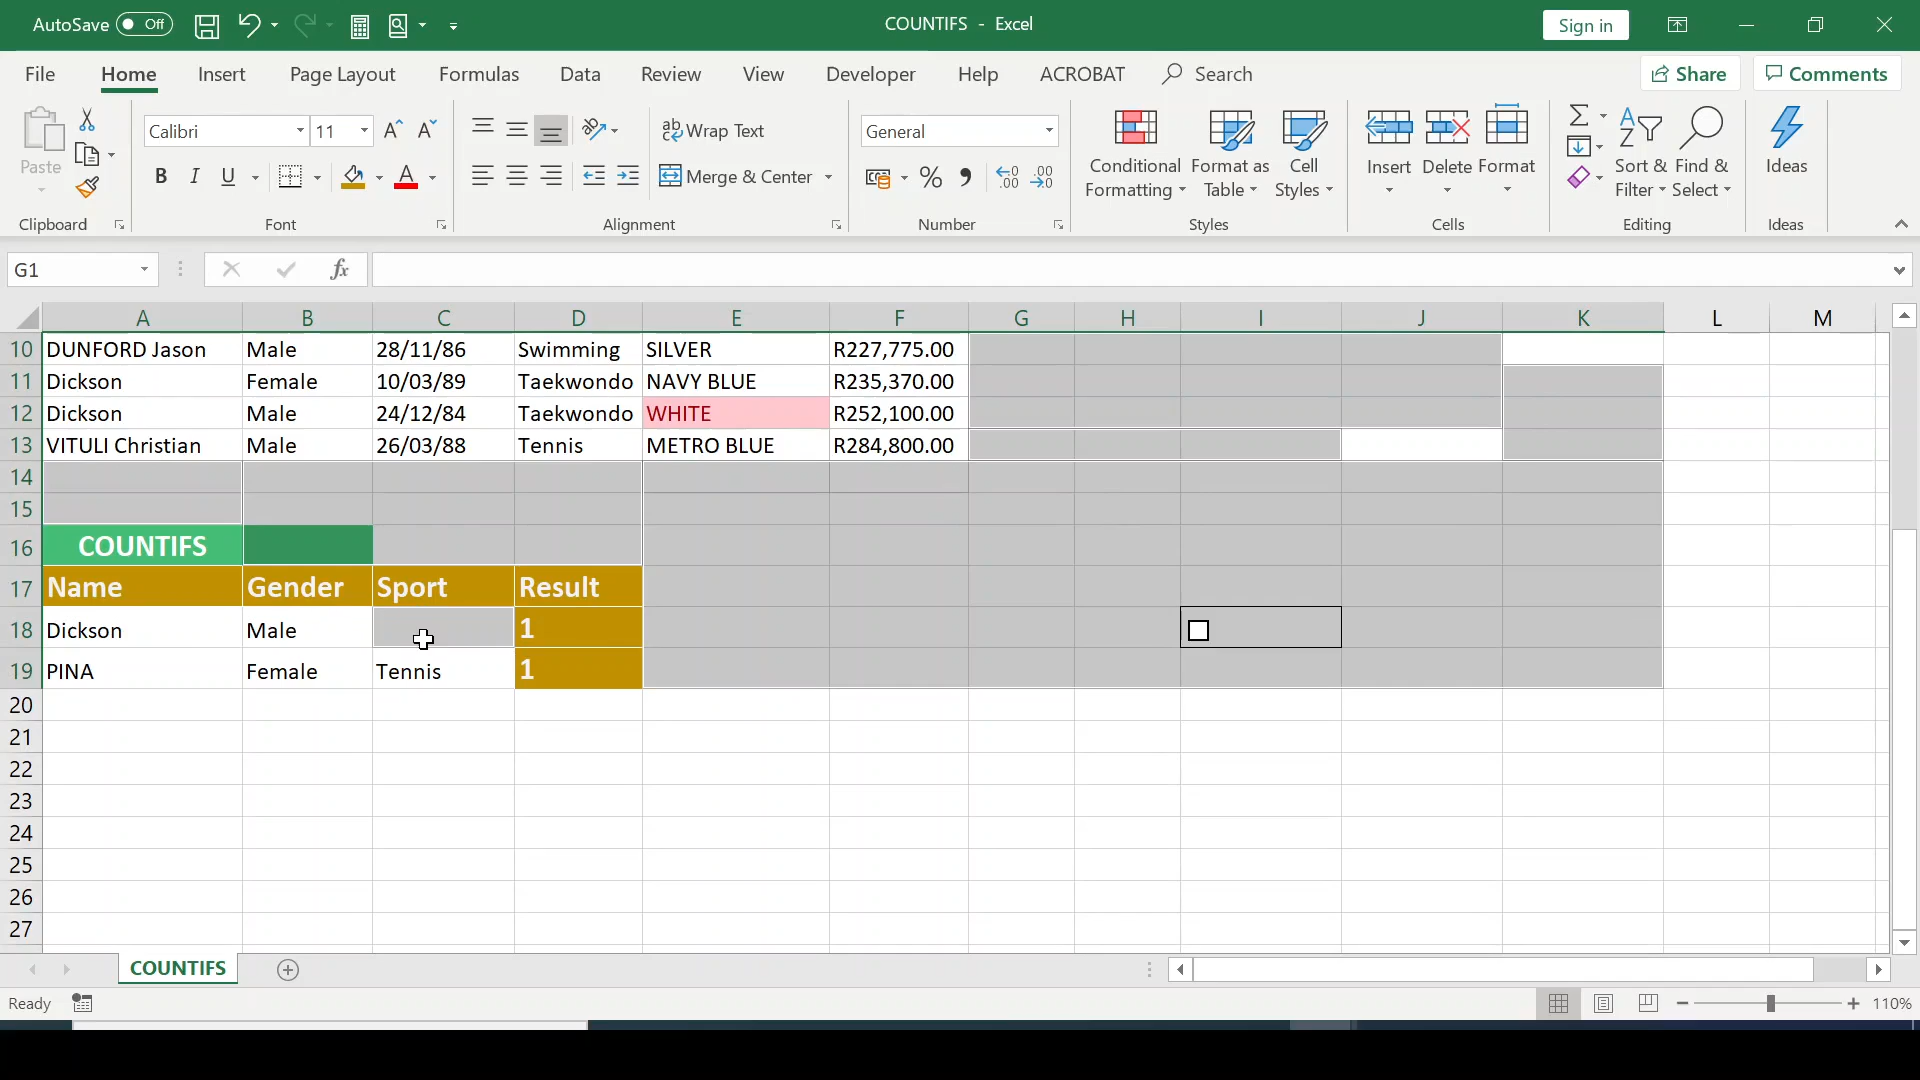 AutoSave Off COUNTIFS - Excel Sign in
File Home Insert Page Layout Formulas Data Review View Developer Help ACROBAT Search Share Comments
Paste Calibri 11 A A ab Wrap Text General Conditional Formatting Format as Table Cell Styles Insert Delete Format Sort & Filter Find & Select Ideas
B I U A Merge & Center % 9 .00 .00
Clipboard Font Alignment Number Styles Cells Editing Ideas
G1 fx
A B C D E F G H I J K L M
10 DUNFORD Jason Male 28/11/86 Swimming SILVER R227,775.00
11 Dickson Female 10/03/89 Taekwondo NAVY BLUE R235,370.00
12 Dickson Male 24/12/84 Taekwondo WHITE R252,100.00
13 VITULI Christian Male 26/03/88 Tennis METRO BLUE R284,800.00
14
15
16 COUNTIFS
17 Name Gender Sport Result
18 Dickson Male 1
19 PINA Female Tennis 1
20
21
22
23
24
25
26
27
COUNTIFS
Ready 110%